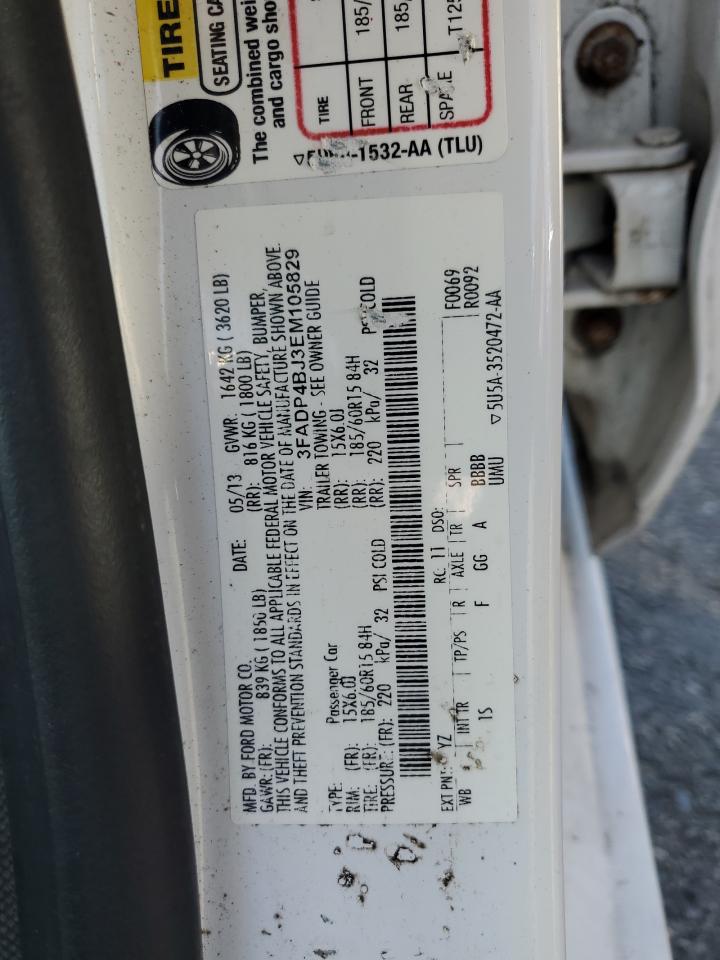 TIRE
SEATING CA
The combined wei
and cargo sho
TIRE
FRONT 185/
REAR 185/
SPARE T125
-1532-AA (TLU)
MFD. BY FORD MOTOR CO. DATE: 05/13 GVWR: 1642 KG ( 3620 LB)
GAWR: (FR): 839 KG ( 1850 LB) (RR): 816 KG ( 1800 LB)
THIS VEHICLE CONFORMS TO ALL APPLICABLE FEDERAL MOTOR VEHICLE SAFETY, BUMPER,
AND THEFT PREVENTION STANDARDS IN EFFECT ON THE DATE OF MANUFACTURE SHOWN ABOVE.
VIN: 3FADP4BJ3EM105829
TYPE: Passenger Car TRAILER TOWING - SEE OWNER GUIDE
RIM: (FR): 15X6.0J (RR): 15X6.0J
TIRE: (FR): 185/60R15 84H (RR): 185/60R15 84H
PRESSURE: (FR): 220 kPa/ 32 PSI COLD (RR): 220 kPa/ 32 PSI COLD
EXT PNT: YZ RC: 11 DSO: F0069
WB INT TR TP/PS R AXLE TR SPR R0092
1S F GG A BBBB
UMU
5U5A-3520472-AA